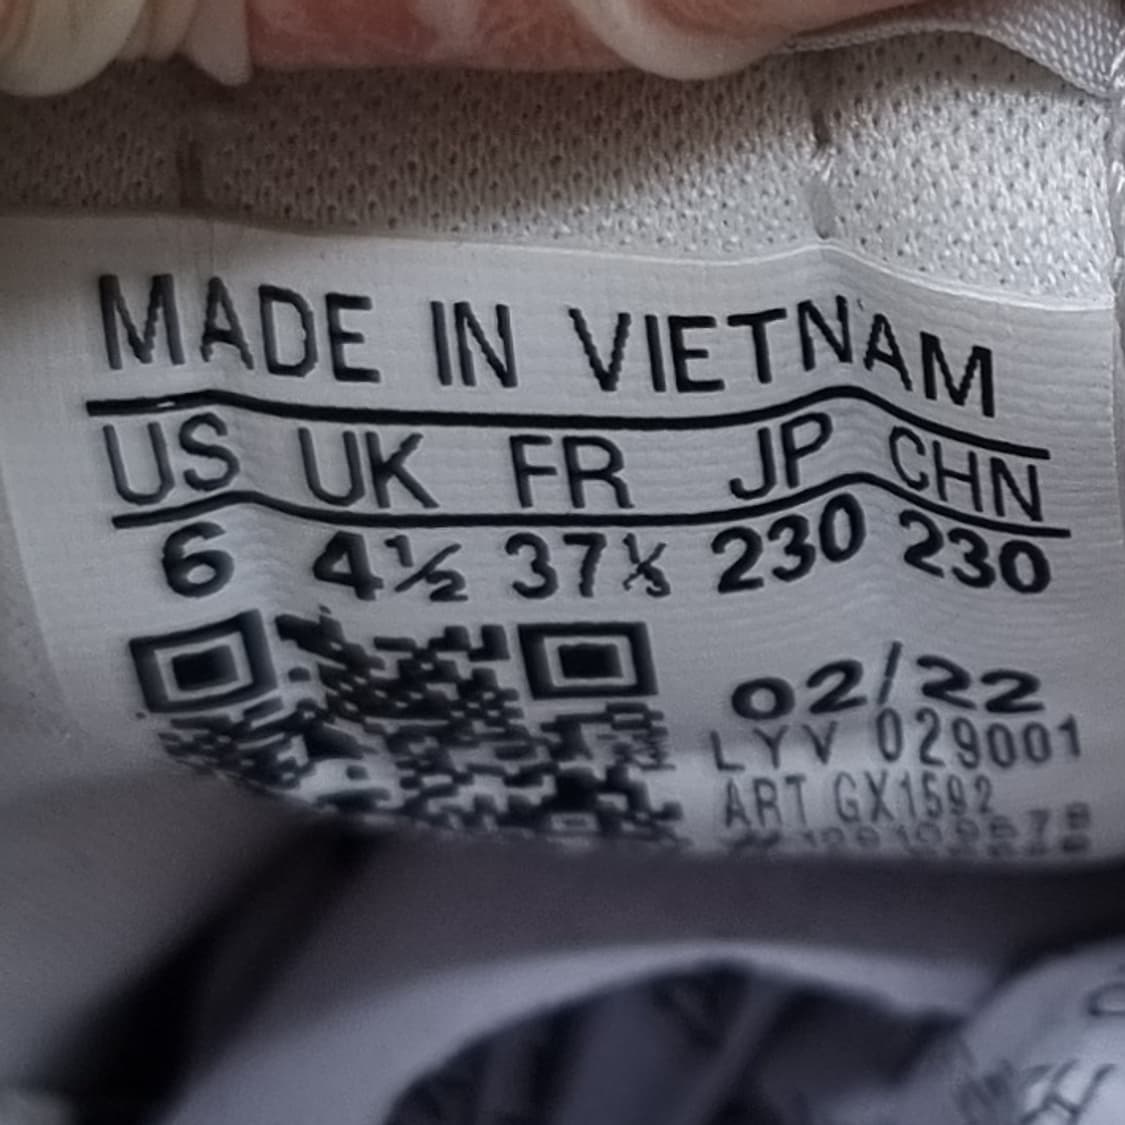 MADE IN VIETNAM
US UK FR JP CHN
6 4½ 37⅓ 230 230
02/22
LYV 029001
ART GX1592